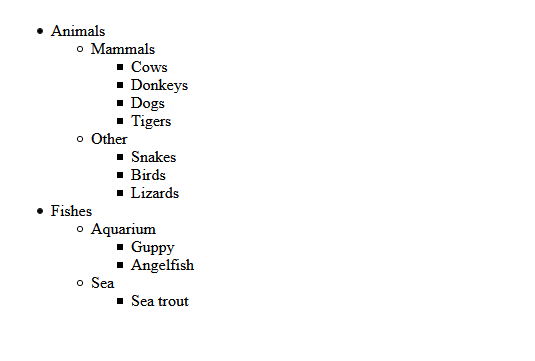 Animals
Mammals
Cows
Donkeys
Dogs
Tigers
Other
Snakes
Birds
Lizards
Fishes
Aquarium
Guppy
Angelfish
Sea
Sea trout